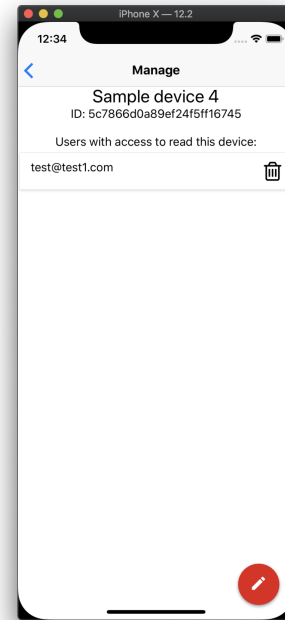 iPhone X — 12.2
12:34
Manage
Sample device 4
ID: 5c7866d0a89ef24f5ff16745
Users with access to read this device:
test@test1.com